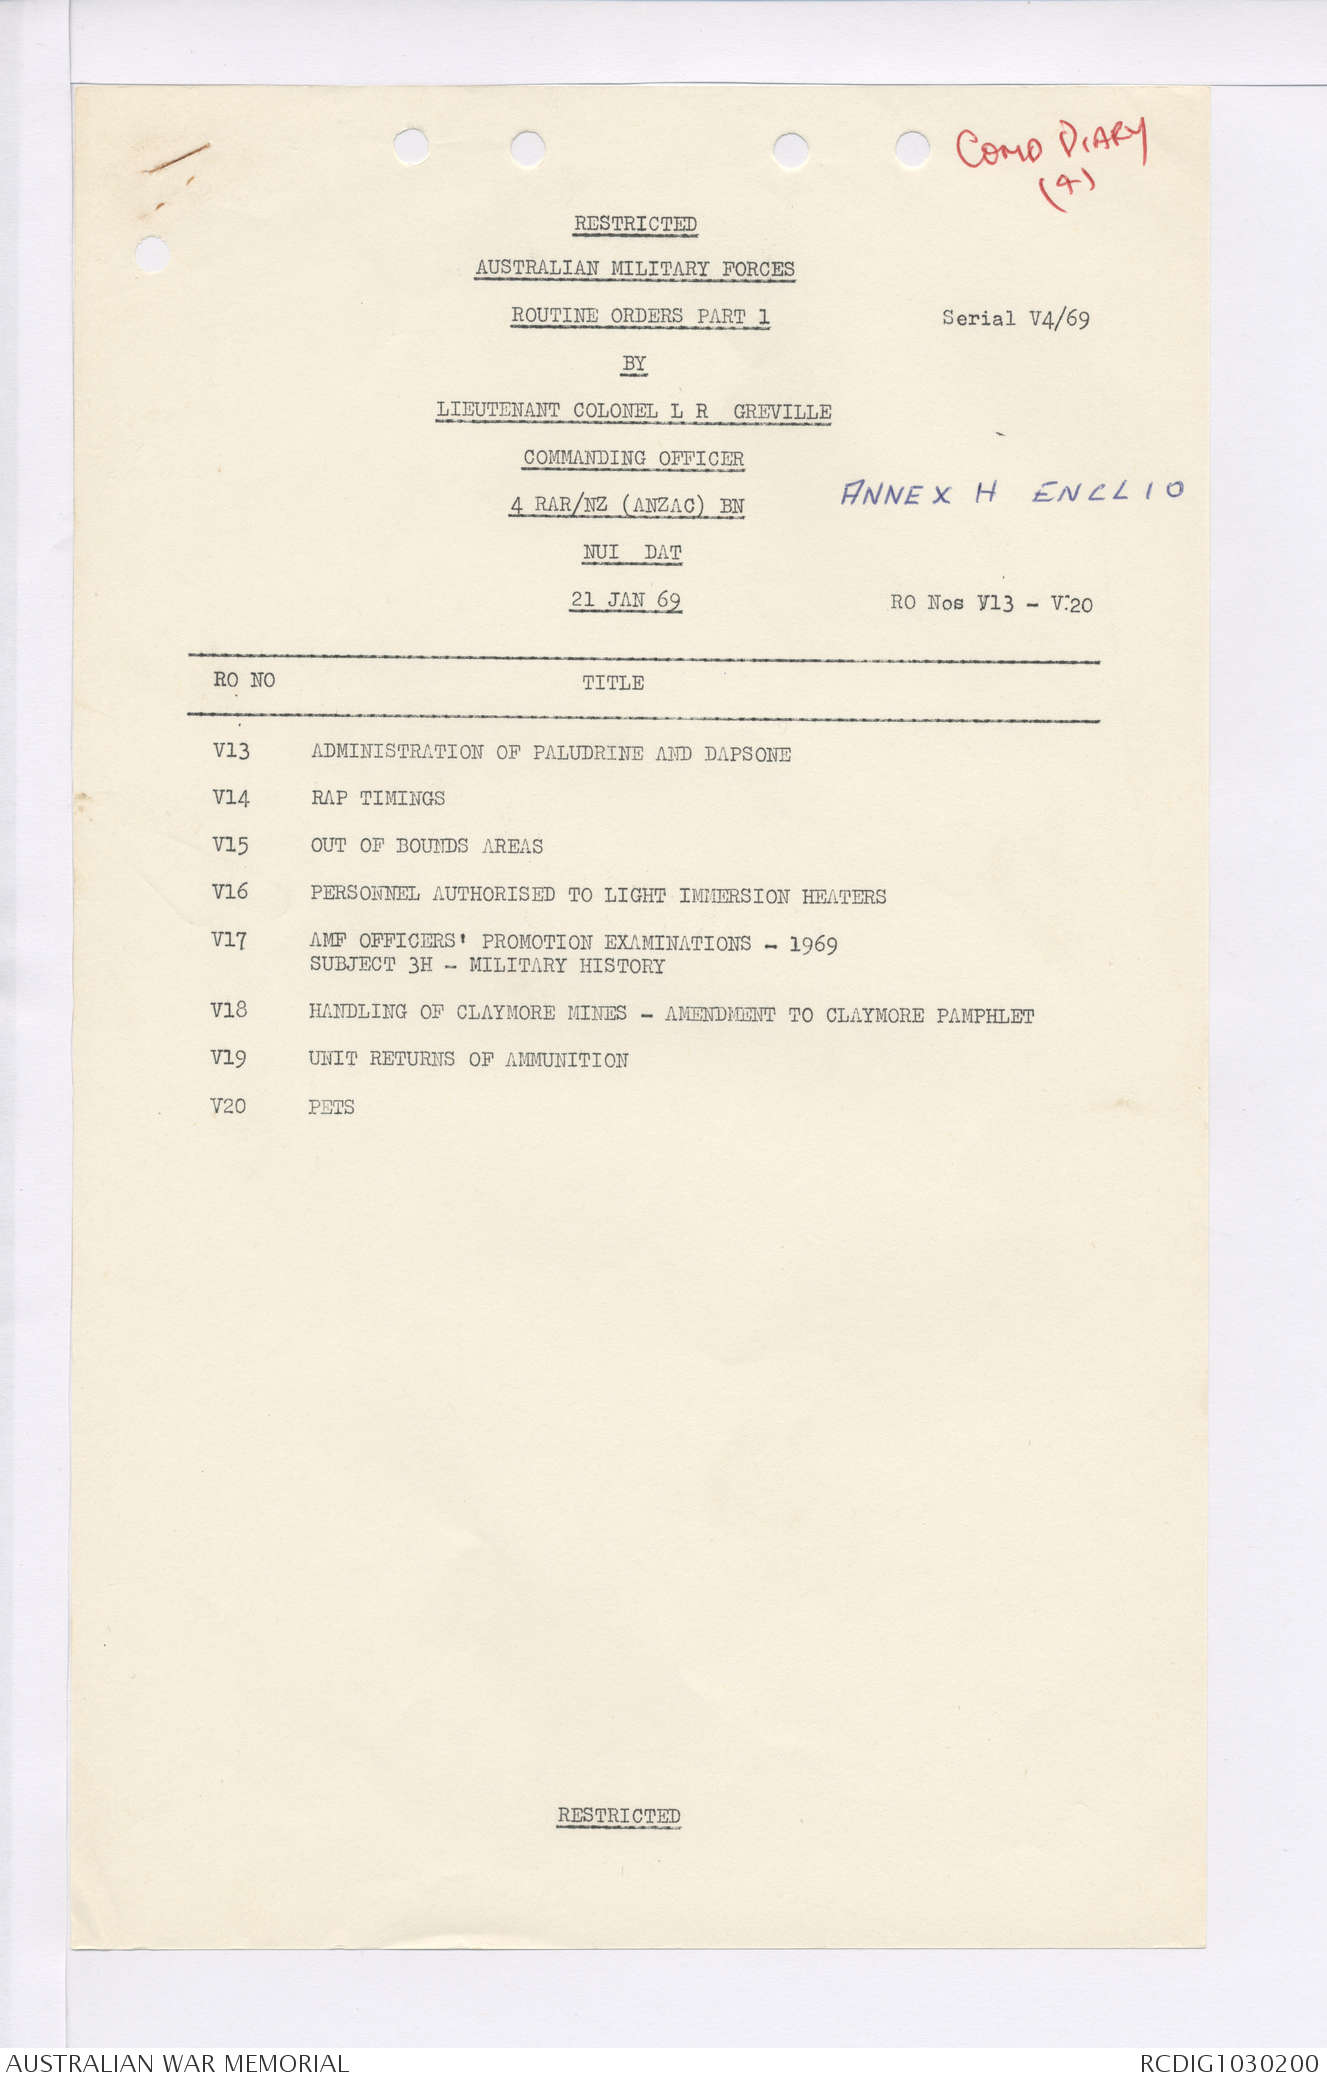 COMD DIARY
(4)
RESTRICTED
AUSTRALIAN MILITARY FORCES
ROUTINE ORDERS PART 1 Serial V4/69
BY
LIEUTENANT COLONEL L R GREVILLE
COMMANDING OFFICER
ANNEX H ENCL 10
4 RAR/NZ (ANZAC) BN
NUI DAT
21 JAN 69 RO Nos V13 - V20
RO NO TITLE
V13 ADMINISTRATION OF PALUDRINE AND DAPSONE
V14 RAP TIMINGS
V15 OUT OF BOUNDS AREAS
V16 PERSONNEL AUTHORISED TO LIGHT IMMERSION HEATERS
V17 AMF OFFICERS' PROMOTION EXAMINATIONS - 1969
SUBJECT 3H - MILITARY HISTORY
V18 HANDLING OF CLAYMORE MINES - AMENDMENT TO CLAYMORE PAMPHLET
V19 UNIT RETURNS OF AMMUNITION
V20 PETS
RESTRICTED
AUSTRALIAN WAR MEMORIAL RCDIG1030200